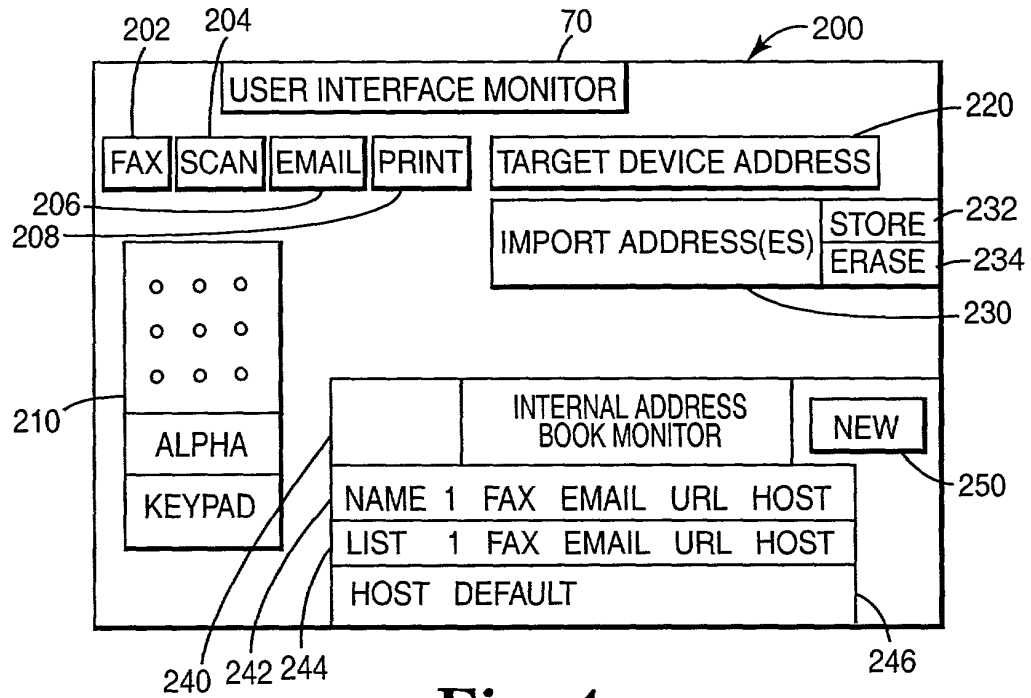 202 204 70 200
USER INTERFACE MONITOR
220
FAX SCAN EMAIL PRINT TARGET DEVICE ADDRESS
206
208
IMPORT ADDRESS(ES) STORE 232
ERASE 234
230
210
ALPHA
KEYPAD
INTERNAL ADDRESS
BOOK MONITOR
NEW
250
NAME 1 FAX EMAIL URL HOST
LIST 1 FAX EMAIL URL HOST
HOST DEFAULT
240 242 244 246